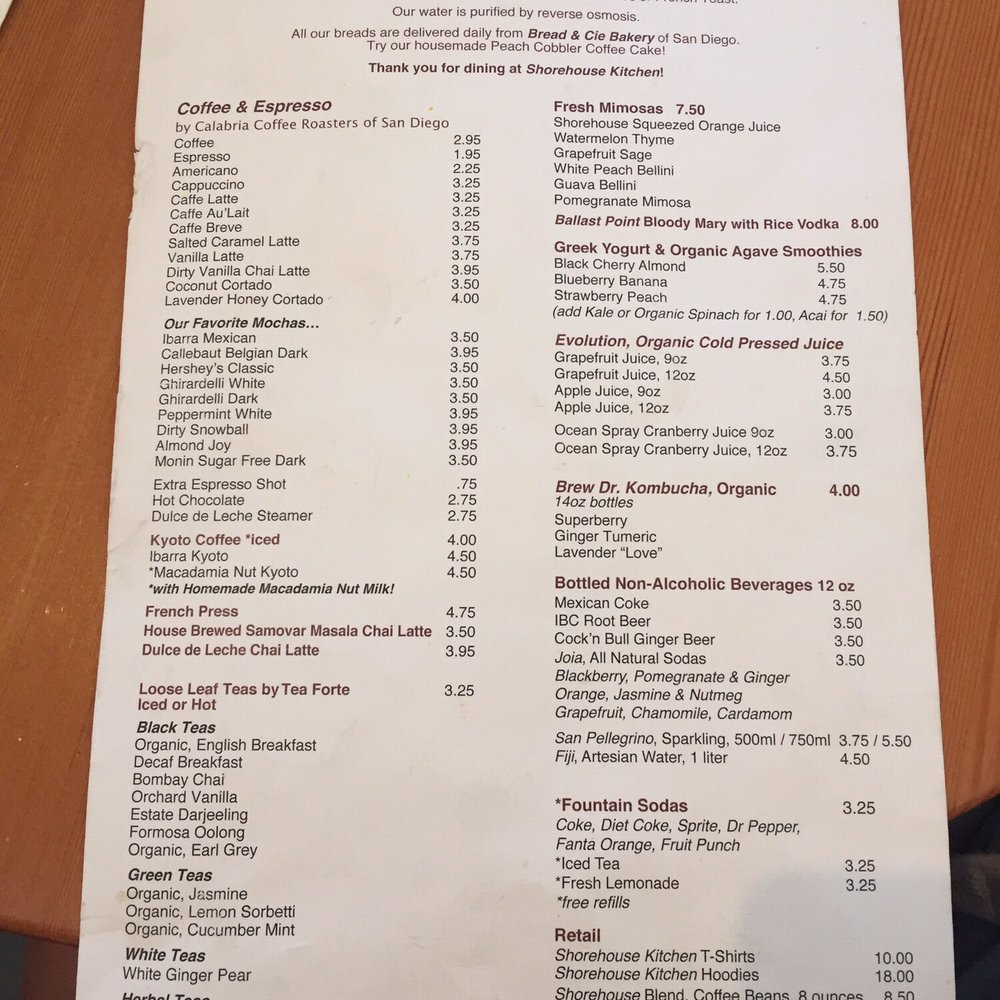 French Toast.
Our water is purified by reverse osmosis.
All our breads are delivered daily from Bread & Cie Bakery of San Diego.
Try our housemade Peach Cobbler Coffee Cake!
Thank you for dining at Shorehouse Kitchen!
Coffee & Espresso
by Calabria Coffee Roasters of San Diego
Coffee 2.95
Espresso 1.95
Americano 2.25
Cappuccino 3.25
Caffe Latte 3.25
Caffe Au'Lait 3.25
Caffe Breve 3.25
Salted Caramel Latte 3.75
Vanilla Latte 3.75
Dirty Vanilla Chai Latte 3.95
Coconut Cortado 3.50
Lavender Honey Cortado 4.00
Our Favorite Mochas...
Ibarra Mexican 3.50
Callebaut Belgian Dark 3.95
Hershey's Classic 3.50
Ghirardelli White 3.50
Ghirardelli Dark 3.50
Peppermint White 3.95
Dirty Snowball 3.95
Almond Joy 3.95
Monin Sugar Free Dark 3.50
Extra Espresso Shot .75
Hot Chocolate 2.75
Dulce de Leche Steamer 2.75
Kyoto Coffee *iced 4.00
Ibarra Kyoto 4.50
*Macadamia Nut Kyoto 4.50
*with Homemade Macadamia Nut Milk!
French Press 4.75
House Brewed Samovar Masala Chai Latte 3.50
Dulce de Leche Chai Latte 3.95
Loose Leaf Teas by Tea Forte 3.25
Iced or Hot
Black Teas
Organic, English Breakfast
Decaf Breakfast
Bombay Chai
Orchard Vanilla
Estate Darjeeling
Formosa Oolong
Organic, Earl Grey
Green Teas
Organic, Jasmine
Organic, Lemon Sorbetti
Organic, Cucumber Mint
White Teas
White Ginger Pear
Herbal Teas
Fresh Mimosas 7.50
Shorehouse Squeezed Orange Juice
Watermelon Thyme
Grapefruit Sage
White Peach Bellini
Guava Bellini
Pomegranate Mimosa
Ballast Point Bloody Mary with Rice Vodka 8.00
Greek Yogurt & Organic Agave Smoothies
Black Cherry Almond 5.50
Blueberry Banana 4.75
Strawberry Peach 4.75
(add Kale or Organic Spinach for 1.00, Acai for 1.50)
Evolution, Organic Cold Pressed Juice
Grapefruit Juice, 9oz 3.75
Grapefruit Juice, 12oz 4.50
Apple Juice, 9oz 3.00
Apple Juice, 12oz 3.75
Ocean Spray Cranberry Juice 9oz 3.00
Ocean Spray Cranberry Juice, 12oz 3.75
Brew Dr. Kombucha, Organic 4.00
14oz bottles
Superberry
Ginger Tumeric
Lavender “Love”
Bottled Non-Alcoholic Beverages 12 oz
Mexican Coke 3.50
IBC Root Beer 3.50
Cock'n Bull Ginger Beer 3.50
Joia, All Natural Sodas 3.50
Blackberry, Pomegranate & Ginger
Orange, Jasmine & Nutmeg
Grapefruit, Chamomile, Cardamom
San Pellegrino, Sparkling, 500ml / 750ml 3.75 / 5.50
Fiji, Artesian Water, 1 liter 4.50
*Fountain Sodas 3.25
Coke, Diet Coke, Sprite, Dr Pepper,
Fanta Orange, Fruit Punch
*Iced Tea 3.25
*Fresh Lemonade 3.25
*free refills
Retail
Shorehouse Kitchen T-Shirts 10.00
Shorehouse Kitchen Hoodies 18.00
Shorehouse Blend, Coffee Beans, 8 ounces 8.50